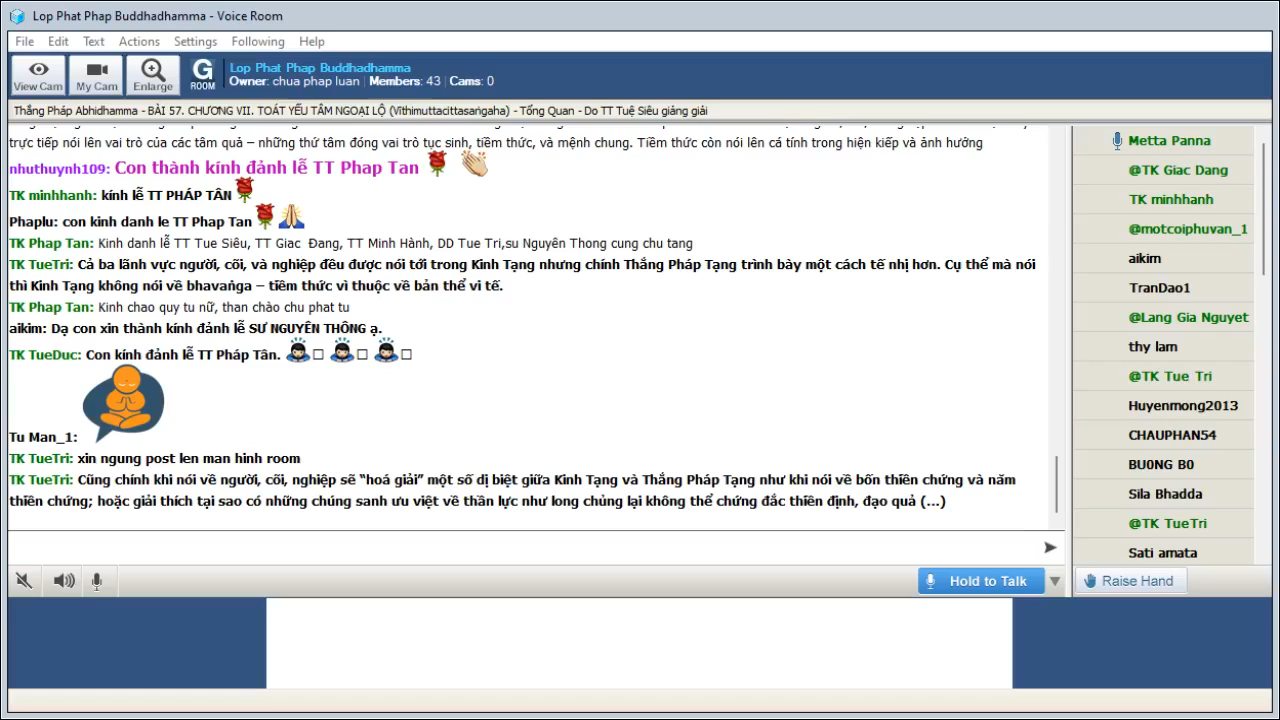 Lop Phat Phap Buddhadhamma - Voice Room
File Edit Text Actions Settings Following Help
View Cam My Cam Enlarge G ROOM
Lop Phat Phap Buddhadhamma
Owner: chua phap luan Members: 43 Cams: 0
Thắng Pháp Abhidhamma - BÀI 57. CHƯƠNG VII. TOÁT YẾU TÂM NGOẠI LỘ (Vīthimuttacittasaṅgaha) - Tổng Quan - Do TT Tuệ Siêu giảng giải
trực tiếp nói lên vai trò của các tâm quả – những thứ tâm đóng vai trò tục sinh, tiềm thức, và mệnh chung. Tiềm thức còn nói lên cá tính trong hiện kiếp và ảnh hưởng
nhuthuynh109: Con thành kính đảnh lễ TT Phap Tan
TK minhhanh: kính lễ TT PHÁP TÂN
Phaplu: con kinh danh le TT Phap Tan
TK Phap Tan: Kinh danh lễ TT Tue Siêu, TT Giac Đang, TT Minh Hành, DD Tue Tri,su Nguyên Thong cung chu tang
TK TueTri: Cả ba lãnh vực người, cõi, và nghiệp đều được nói tới trong Kinh Tạng nhưng chính Thắng Pháp Tạng trình bày một cách tế nhị hơn. Cụ thể mà nói
thì Kinh Tạng không nói về bhavaṅga – tiềm thức vì thuộc về bản thể vi tế.
TK Phap Tan: Kinh chao quy tu nữ, than chào chu phat tu
aikim: Dạ con xin thành kính đảnh lễ SƯ NGUYÊN THÔNG ạ.
TK TueDuc: Con kính đảnh lễ TT Pháp Tân.
Tu Man_1:
TK TueTri: xin ngung post len man hinh room
TK TueTri: Cũng chính khi nói về người, cõi, nghiệp sẽ “hoá giải” một số dị biệt giữa Kinh Tạng và Thắng Pháp Tạng như khi nói về bốn thiền chứng và năm
thiền chứng; hoặc giải thích tại sao có những chúng sanh ưu việt về thần lực như long chủng lại không thể chứng đắc thiền định, đạo quả (...)
Hold to Talk
Metta Panna
@TK Giac Dang
TK minhhanh
@motcoiphuvan_1
aikim
TranDao1
@Lang Gia Nguyet
thy lam
@TK Tue Tri
Huyenmong2013
CHAUPHAN54
BU0NG B0
Sila Bhadda
@TK TueTri
Sati amata
Raise Hand